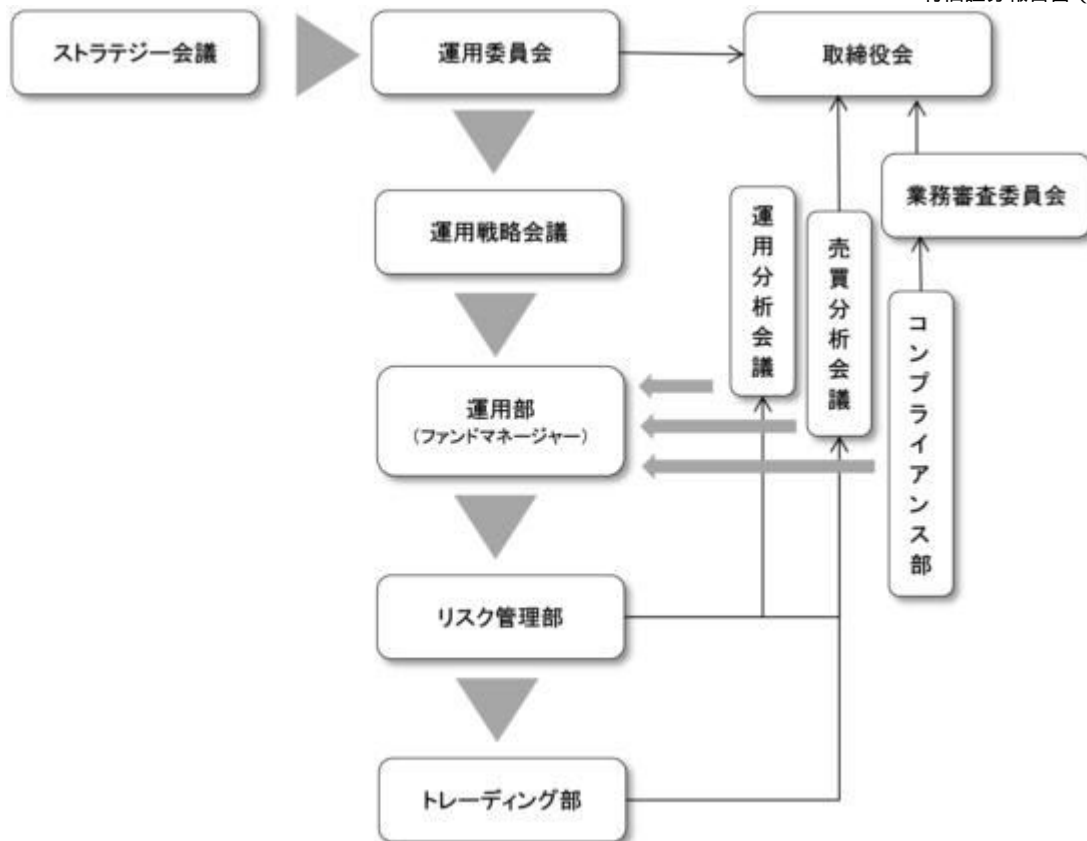 ストラテジー会議
運用委員会
取締役会
業務審査委員会
運用戦略会議
運用分析会議
売買分析会議
コンプライアンス部
運用部
（ファンドマネージャー）
リスク管理部
トレーディング部